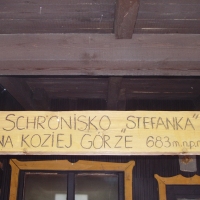 SCHRONISKO „STEFANKA"
NA KOZIEJ GÓRZE 683 m.n.p.m